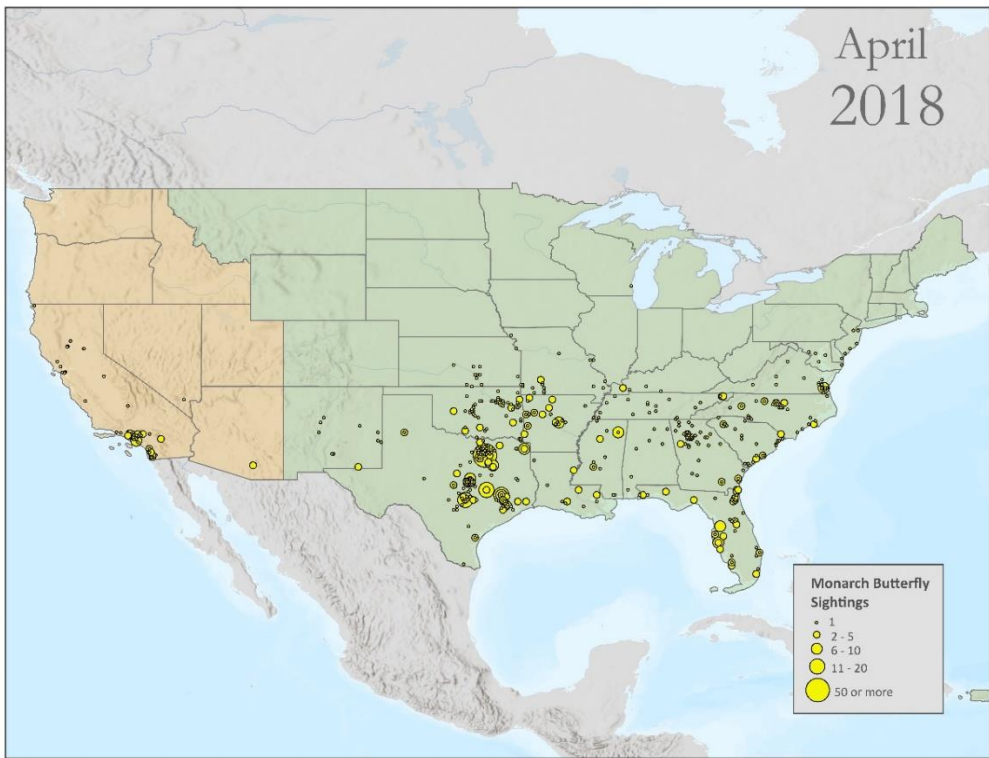 April
2018
Monarch Butterfly
Sightings
1
2 - 5
6 - 10
11 - 20
50 or more